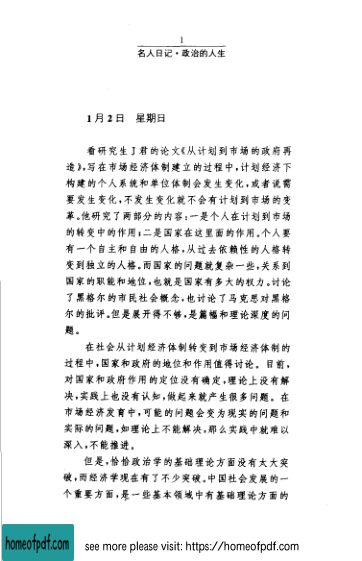 1
名人日记·政治的人生
1月2日 星期日
看研究生J君的论文《从计划到市场的政府再
造》，写在市场经济体制建立的过程中，计划经济下
构建的个人系统和单位体制会发生变化，或者说需
要发生变化，不发生变化就不会有计划到市场的变
革。他研究了两部分的内容：一是个人在计划到市场
的转变中的作用；二是国家在这里面的作用。个人要
有一个自主和自由的人格，从过去依赖性的人格转
变到独立的人格。而国家的问题就复杂一些，关系到
国家的职能和地位，也就是国家有多大的权力。讨论
了黑格尔的市民社会概念，也讨论了马克思对黑格
尔的批评。但是展开得不够，是篇幅和理论深度的问
题。
在社会从计划经济体制转变到市场经济体制的
过程中，国家和政府的地位和作用值得讨论。目前，
对国家和政府作用的定位没有确定，理论上没有解
决，实践上也没有认知，做起来就产生很多问题。在
市场经济发育中，可能的问题会变为现实的问题和
实际的问题，如理论上不能解决，那么实践中就难以
深入，不能推进。
但是，恰恰政治学的基础理论方面没有太大突
破，而经济学现在有了不少突破。中国社会发展的一
个重要方面，是一些基本领域中有基础理论方面的
homeofpdf.com
see more please visit: https://homeofpdf.com